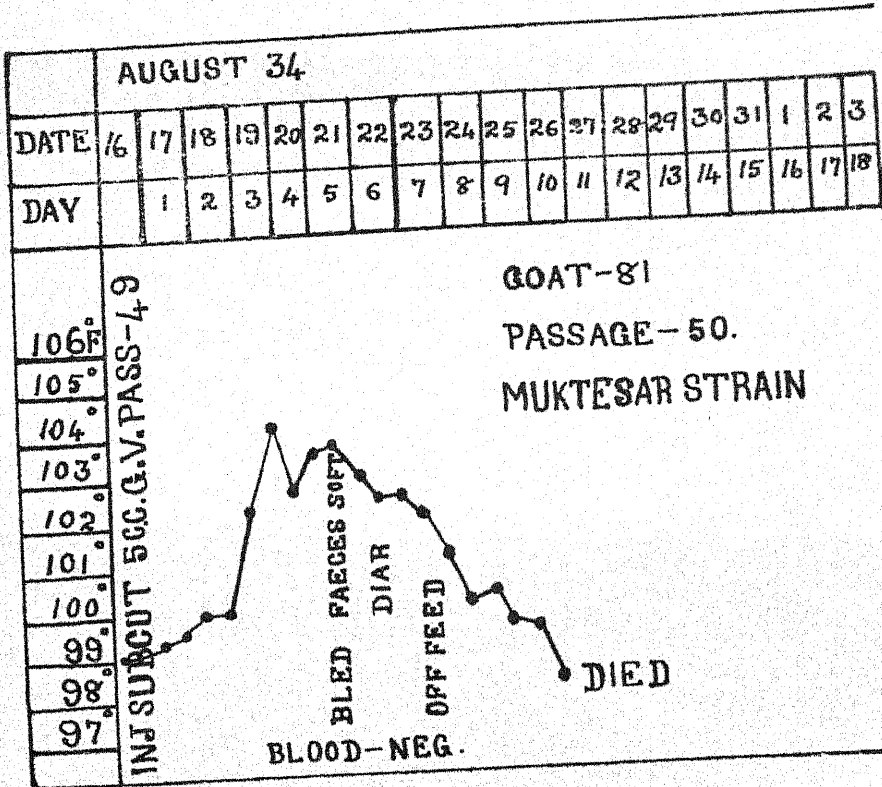 AUGUST 34
DATE 16 17 18 19 20 21 22 23 24 25 26 27 28 29 30 31 1 2 3
DAY 1 2 3 4 5 6 7 8 9 10 11 12 13 14 15 16 17 18
INJ SUBCUT 5CC.G.V.PASS-49
GOAT-81
PASSAGE-50.
MUKTESAR STRAIN
106°F
105°
104°
103°
102°
101°
100°
99°
98°
97°
BLED FAECES SOFT
DIAR
OFF FEED
DIED
BLOOD-NEG.